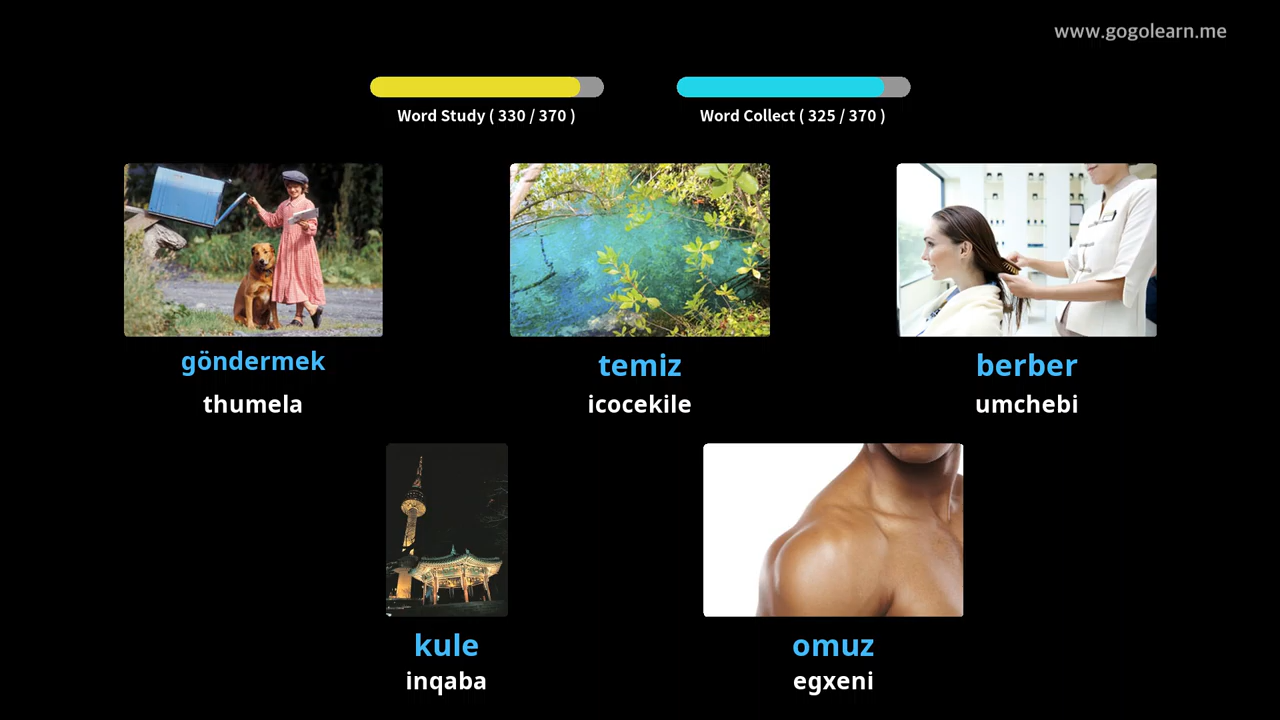 www.gogolearn.me
Word Study ( 330 / 370 )
Word Collect ( 325 / 370 )
göndermek
thumela
temiz
icocekile
berber
umchebi
kule
inqaba
omuz
egxeni